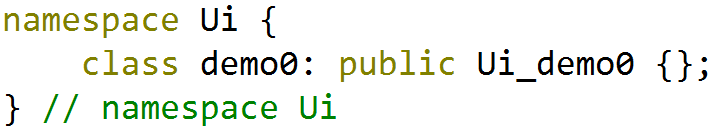 namespace Ui {
    class demo0: public Ui_demo0 {};
} // namespace Ui